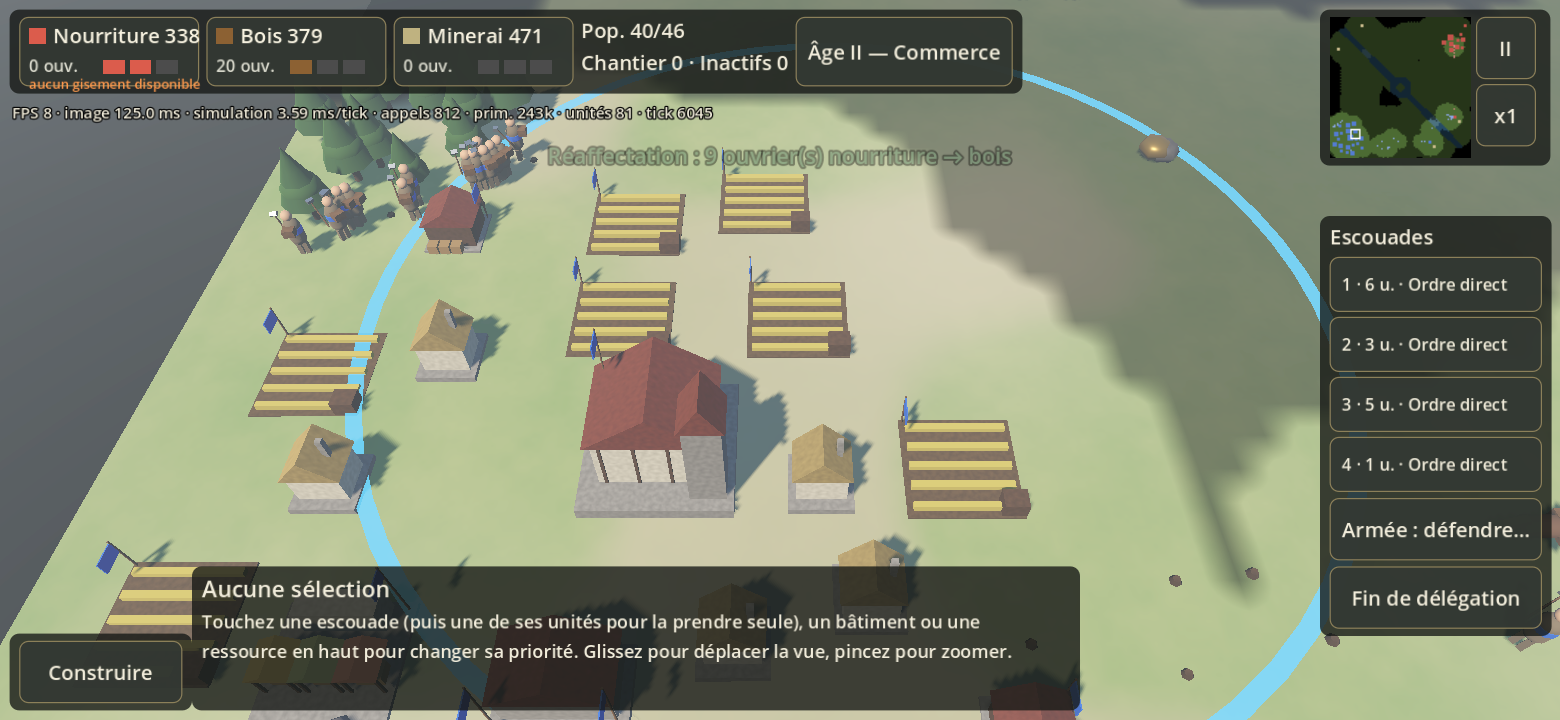 Nourriture 338
0 ouv.
aucun gisement disponible
Bois 379
20 ouv.
Minerai 471
0 ouv.
Pop. 40/46
Chantier 0 · Inactifs 0
Âge II — Commerce
II
x1
FPS 8 · image 125.0 ms · simulation 3.59 ms/tick · appels 812 · prim. 243k · unités 81 · tick 6045
Réaffectation : 9 ouvrier(s) nourriture → bois
Escouades
1 · 6 u. · Ordre direct
2 · 3 u. · Ordre direct
3 · 5 u. · Ordre direct
4 · 1 u. · Ordre direct
Armée : défendre...
Fin de délégation
Aucune sélection
Touchez une escouade (puis une de ses unités pour la prendre seule), un bâtiment ou une
ressource en haut pour changer sa priorité. Glissez pour déplacer la vue, pincez pour zoomer.
Construire